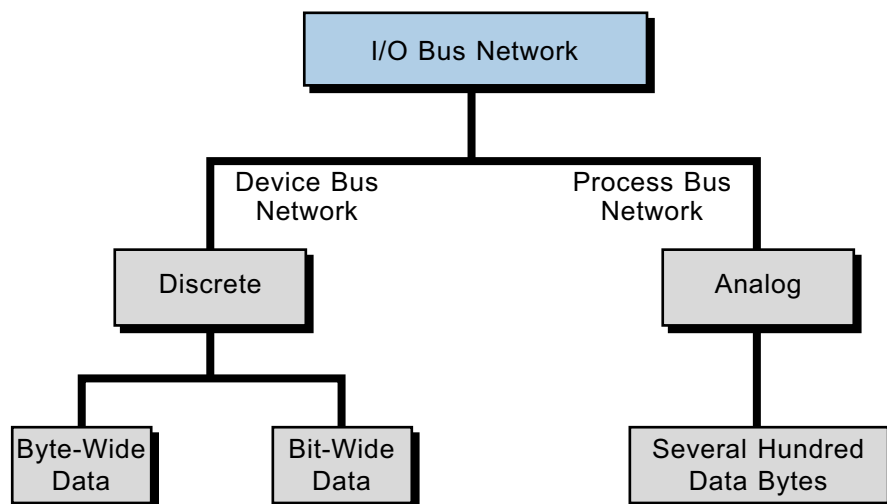 I/O Bus Network
Device Bus
Network
Process Bus
Network
Discrete
Analog
Byte-Wide
Data
Bit-Wide
Data
Several Hundred
Data Bytes